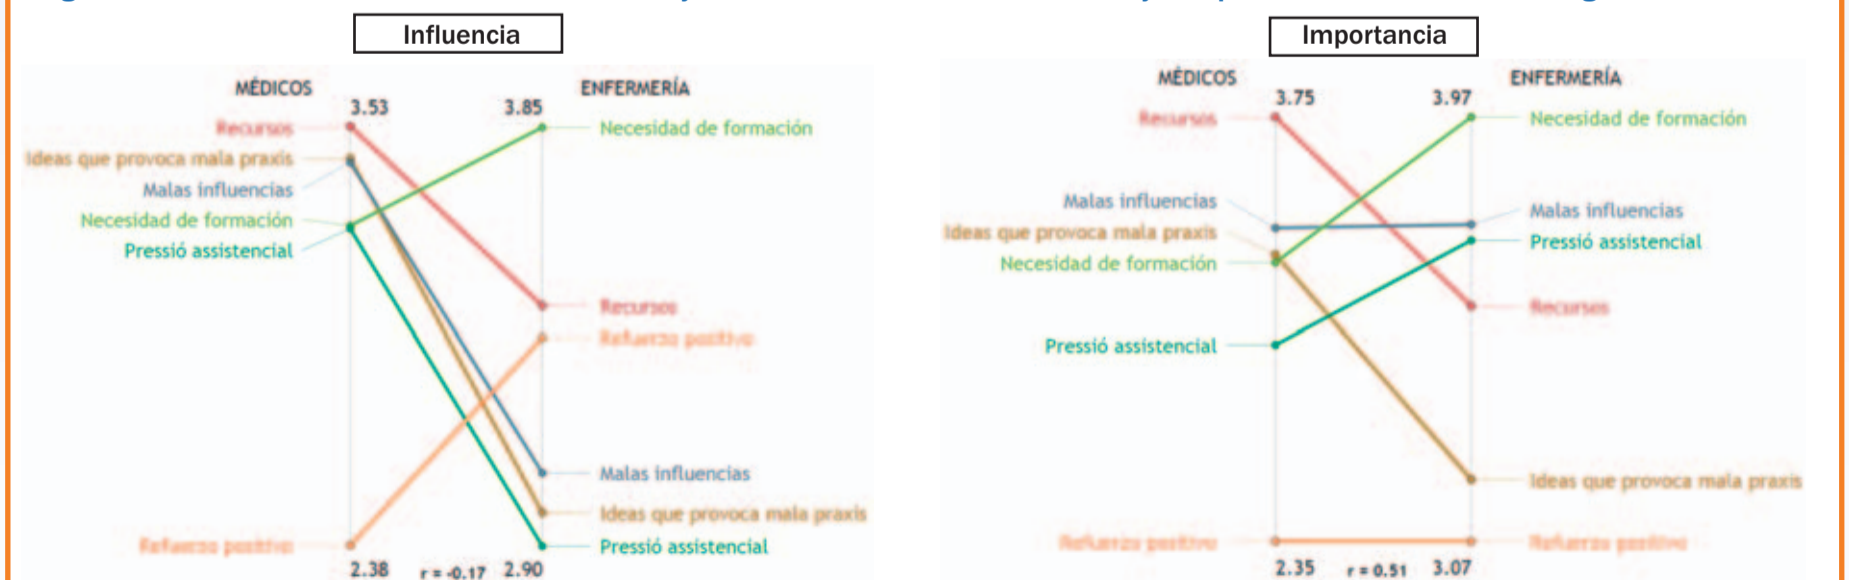 Influencia
MÉDICOS
ENFERMERÍA
3.53
3.85
Recursos
Ideas que provoca mala praxis
Malas influencias
Necesidad de formación
Pressió assistencial
Refuerzo positivo
Necesidad de formación
Recursos
Refuerzo positivo
Malas influencias
Ideas que provoca mala praxis
Pressió assistencial
2.38
r = -0.17
2.90
Importancia
MÉDICOS
ENFERMERÍA
3.75
3.97
Recursos
Malas influencias
Ideas que provoca mala praxis
Necesidad de formación
Pressió assistencial
Refuerzo positivo
Necesidad de formación
Malas influencias
Pressió assistencial
Recursos
Ideas que provoca mala praxis
Refuerzo positivo
2.35
r = 0.51
3.07